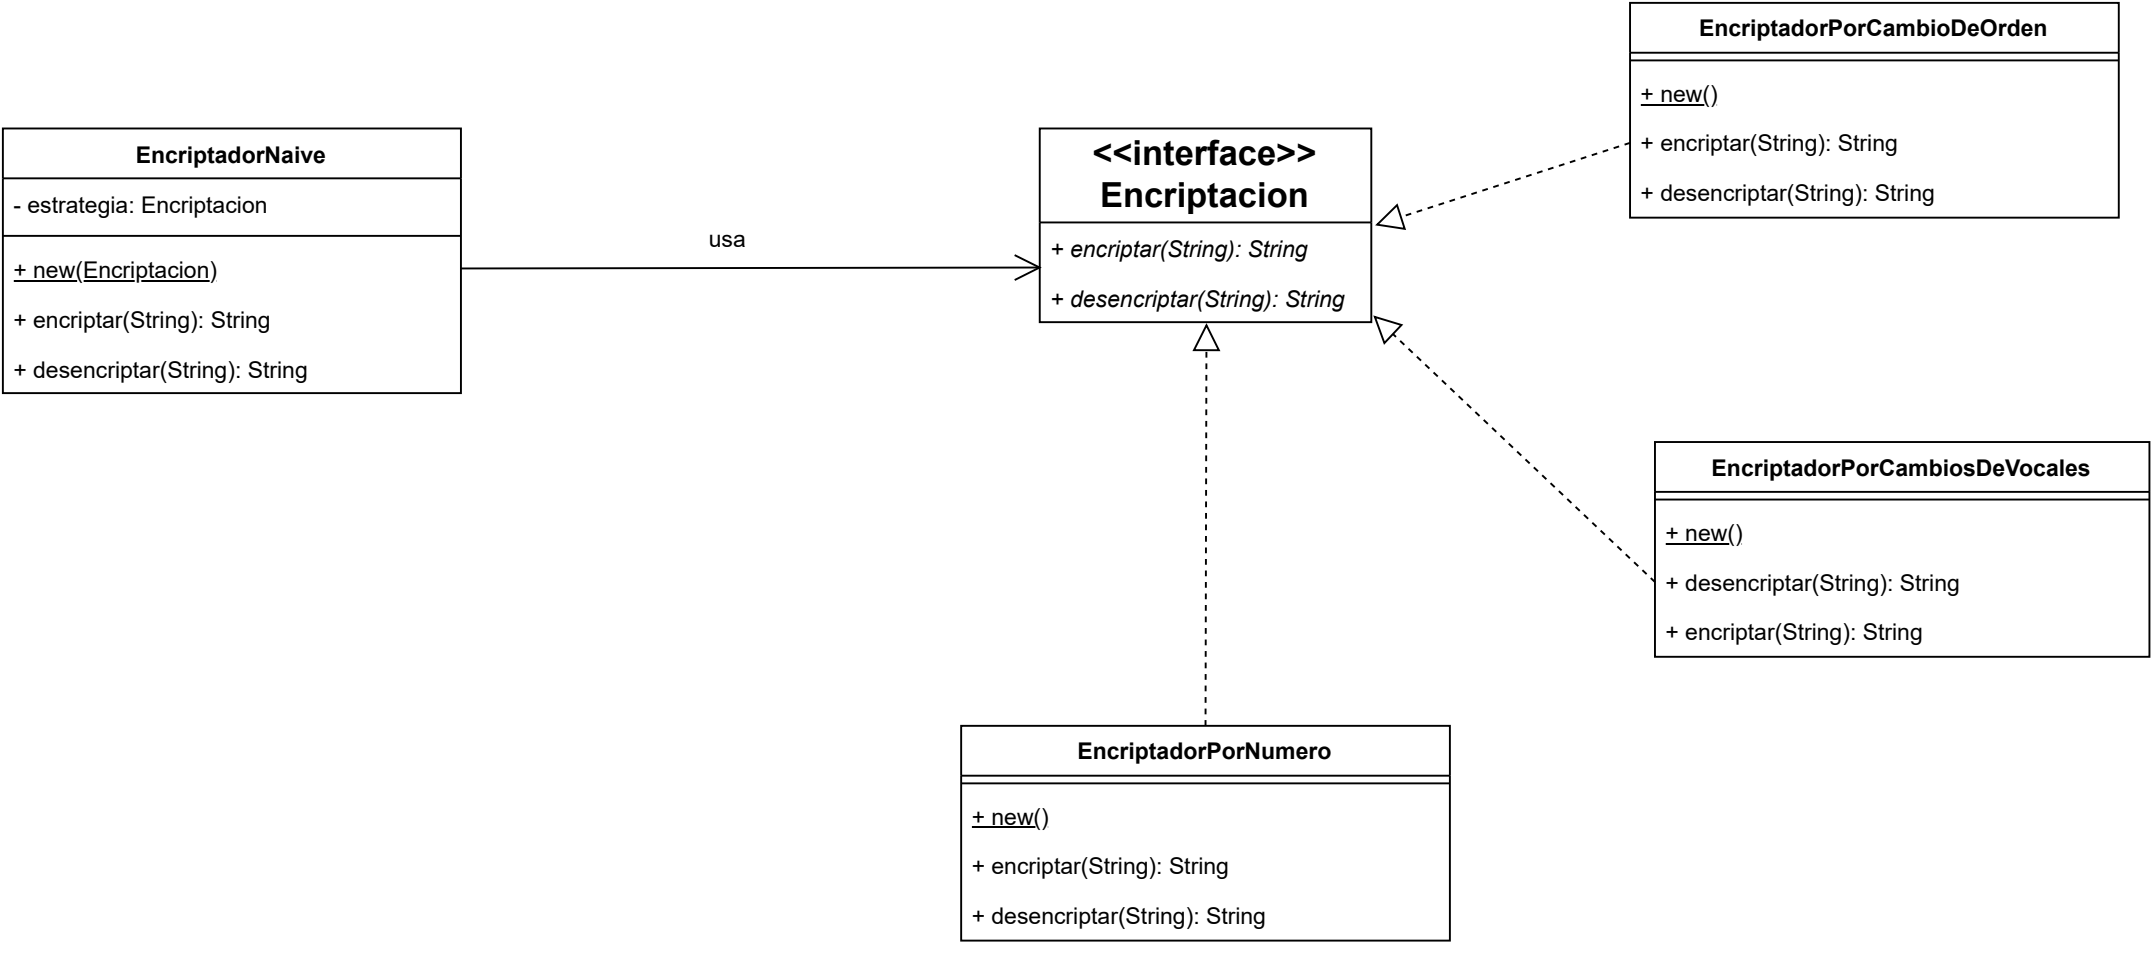 EncriptadorNaive
- estrategia: Encriptacion
+ new(Encriptacion)
+ encriptar(String): String
+ desencriptar(String): String
usa
<<interface>>
Encriptacion
+ encriptar(String): String
+ desencriptar(String): String
EncriptadorPorCambioDeOrden
+ new()
+ encriptar(String): String
+ desencriptar(String): String
EncriptadorPorCambiosDeVocales
+ new()
+ desencriptar(String): String
+ encriptar(String): String
EncriptadorPorNumero
+ new()
+ encriptar(String): String
+ desencriptar(String): String